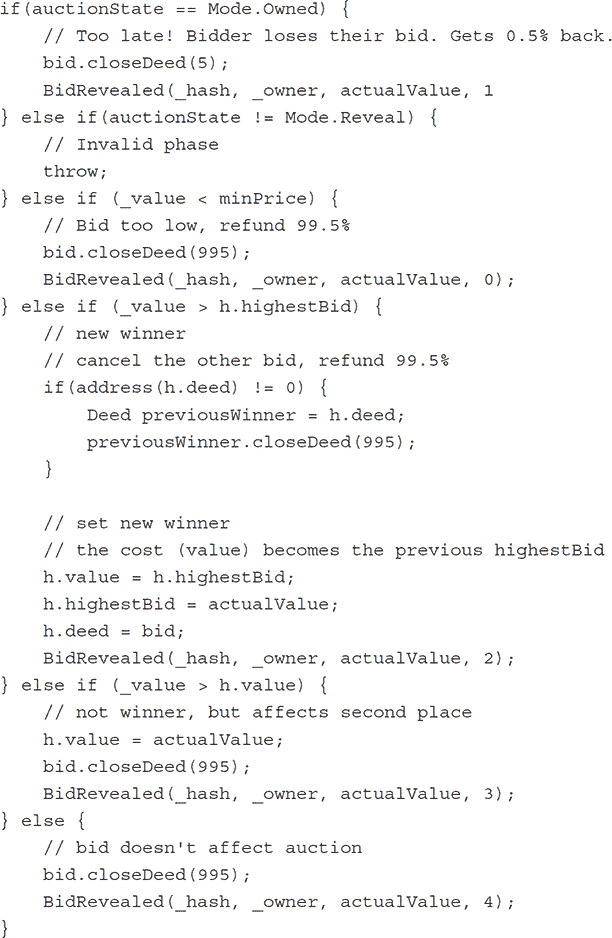 if(auctionState == Mode.Owned) {
    // Too late! Bidder loses their bid. Gets 0.5% back.
    bid.closeDeed(5);
    BidRevealed(_hash, _owner, actualValue, 1
} else if(auctionState != Mode.Reveal) {
    // Invalid phase
    throw;
} else if (_value < minPrice) {
    // Bid too low, refund 99.5%
    bid.closeDeed(995);
    BidRevealed(_hash, _owner, actualValue, 0);
} else if (_value > h.highestBid) {
    // new winner
    // cancel the other bid, refund 99.5%
    if(address(h.deed) != 0) {
        Deed previousWinner = h.deed;
        previousWinner.closeDeed(995);
    }

    // set new winner
    // the cost (value) becomes the previous highestBid
    h.value = h.highestBid;
    h.highestBid = actualValue;
    h.deed = bid;
    BidRevealed(_hash, _owner, actualValue, 2);
} else if (_value > h.value) {
    // not winner, but affects second place
    h.value = actualValue;
    bid.closeDeed(995);
    BidRevealed(_hash, _owner, actualValue, 3);
} else {
    // bid doesn't affect auction
    bid.closeDeed(995);
    BidRevealed(_hash, _owner, actualValue, 4);
}